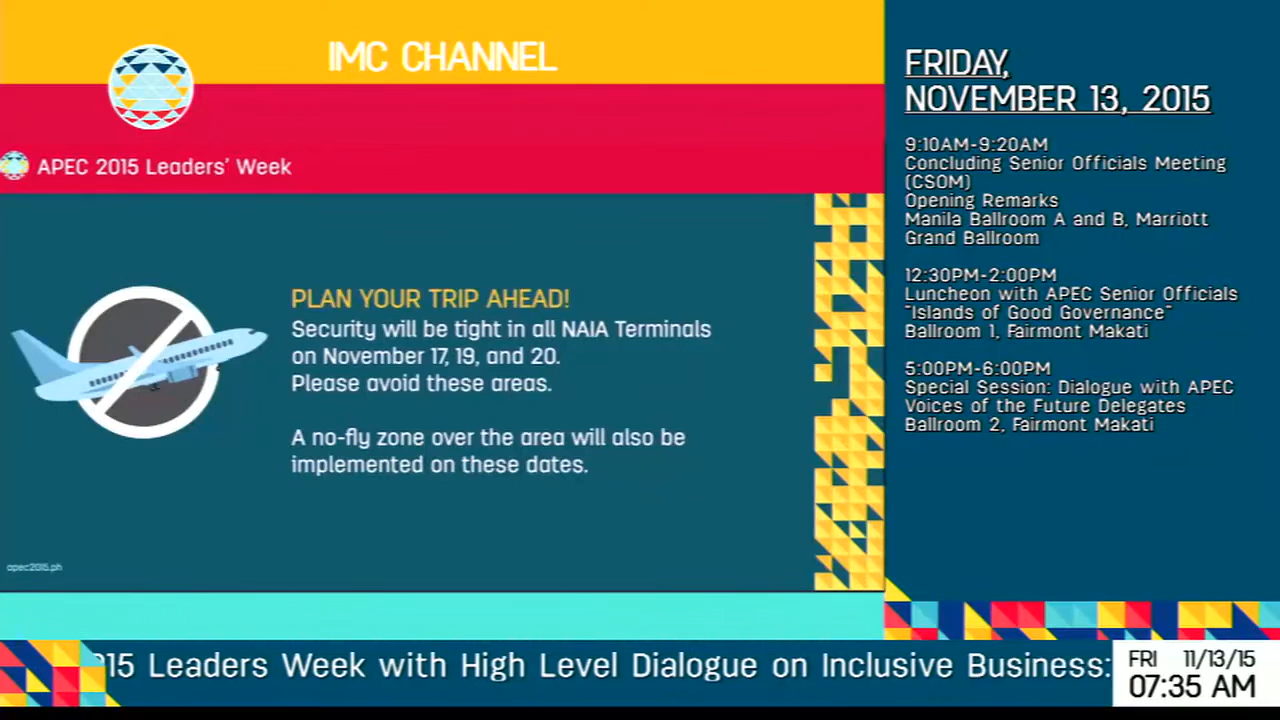 IMC CHANNEL
APEC 2015 Leaders' Week
PLAN YOUR TRIP AHEAD!
Security will be tight in all NAIA Terminals
on November 17, 19, and 20.
Please avoid these areas.
A no-fly zone over the area will also be
implemented on these dates.
apec2015.ph
FRIDAY,
NOVEMBER 13, 2015
9:10AM-9:20AM
Concluding Senior Officials Meeting
(CSOM)
Opening Remarks
Manila Ballroom A and B, Marriott
Grand Ballroom
12:30PM-2:00PM
Luncheon with APEC Senior Officials
"Islands of Good Governance"
Ballroom 1, Fairmont Makati
5:00PM-6:00PM
Special Session: Dialogue with APEC
Voices of the Future Delegates
Ballroom 2, Fairmont Makati
15 Leaders Week with High Level Dialogue on Inclusive Business:
FRI 11/13/15
07:35 AM